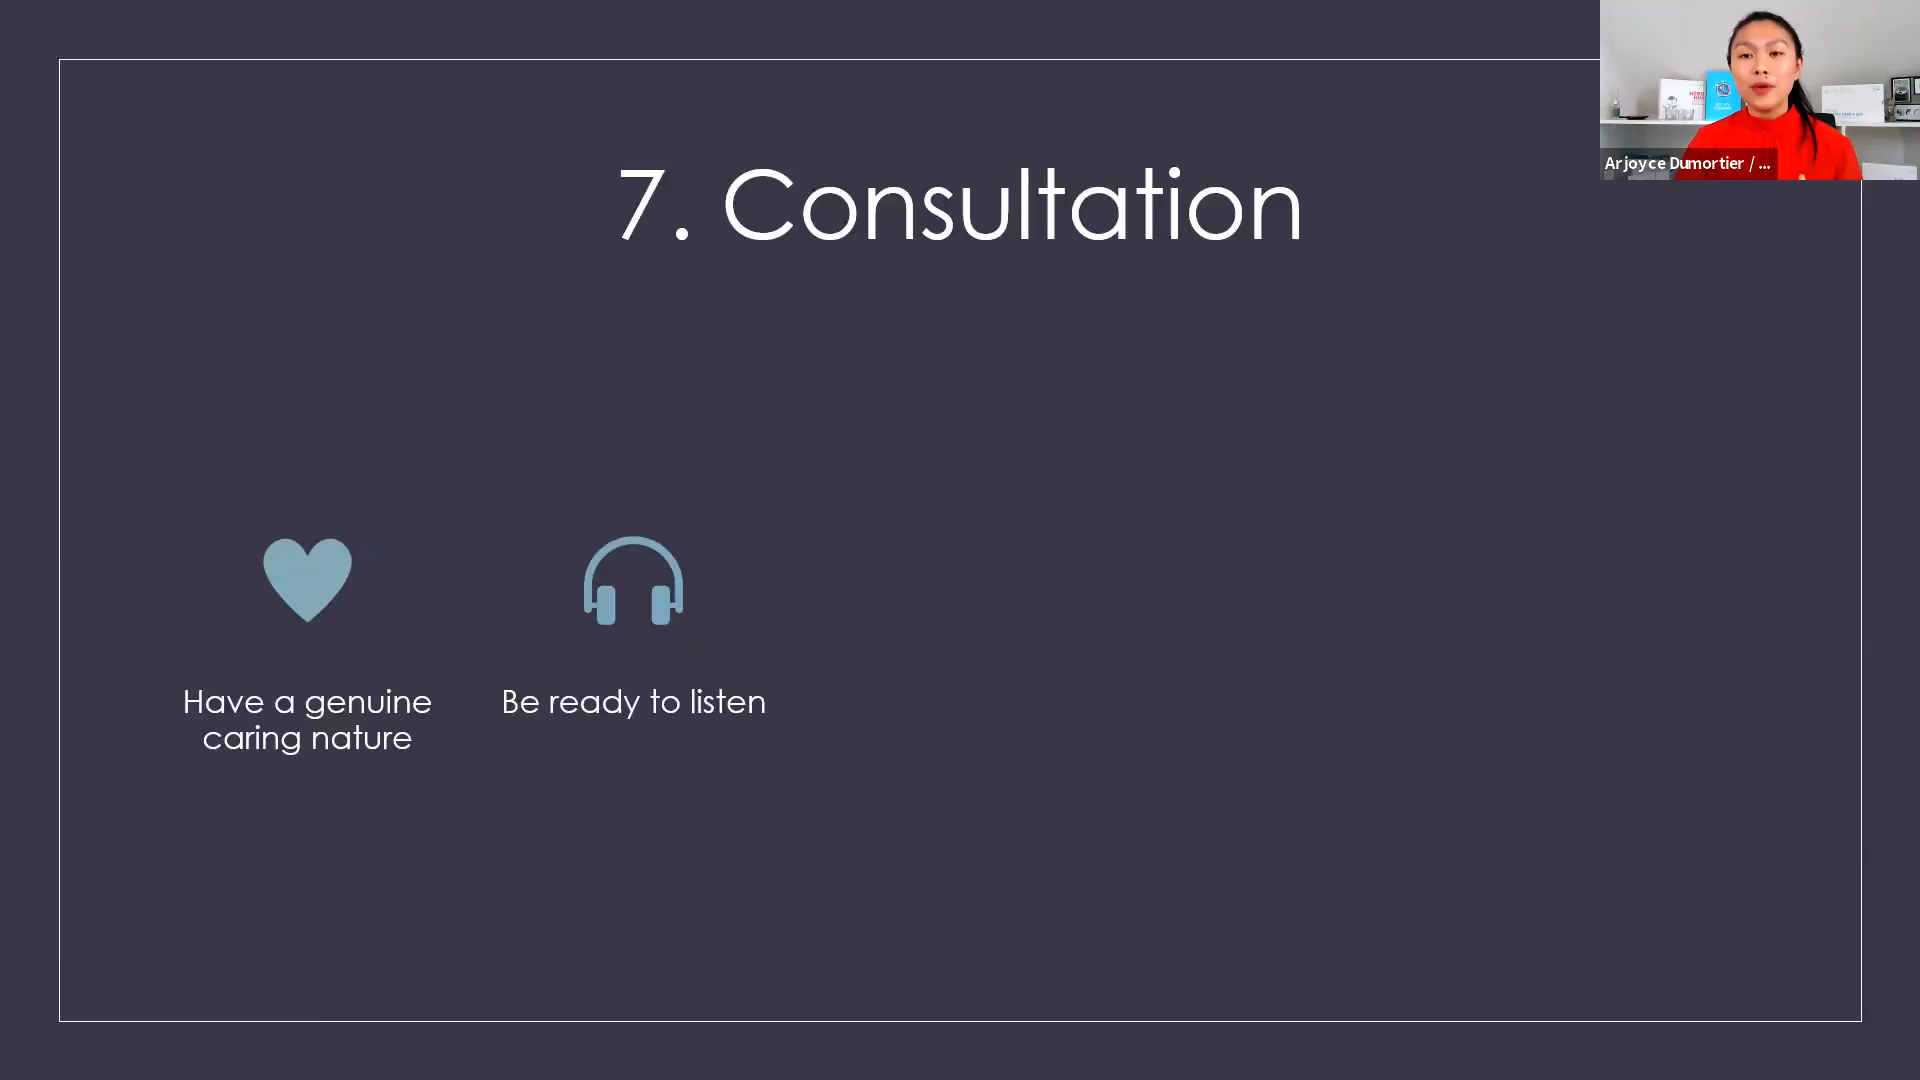 7. Consultation
Arjoyce Dumortier / ...
Have a genuine
caring nature
Be ready to listen